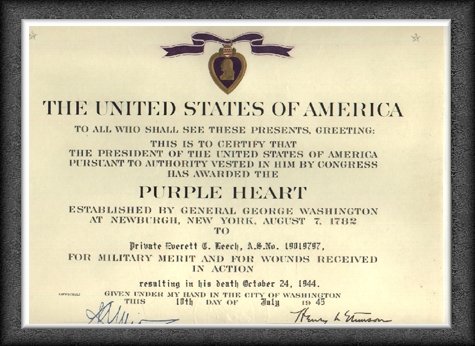 THE UNITED STATES OF AMERICA
TO ALL WHO SHALL SEE THESE PRESENTS, GREETING:
THIS IS TO CERTIFY THAT
THE PRESIDENT OF THE UNITED STATES OF AMERICA
PURSUANT TO AUTHORITY VESTED IN HIM BY CONGRESS
HAS AWARDED THE
PURPLE HEART
ESTABLISHED BY GENERAL GEORGE WASHINGTON
AT NEWBURGH, NEW YORK, AUGUST 7, 1782
TO
Private Everett C. Leech, A.S.No. 19019797,
FOR MILITARY MERIT AND FOR WOUNDS RECEIVED
IN ACTION
resulting in his death October 24, 1944.
GIVEN UNDER MY HAND IN THE CITY OF WASHINGTON
THIS 10th DAY OF July 1945
Henry L Stimson